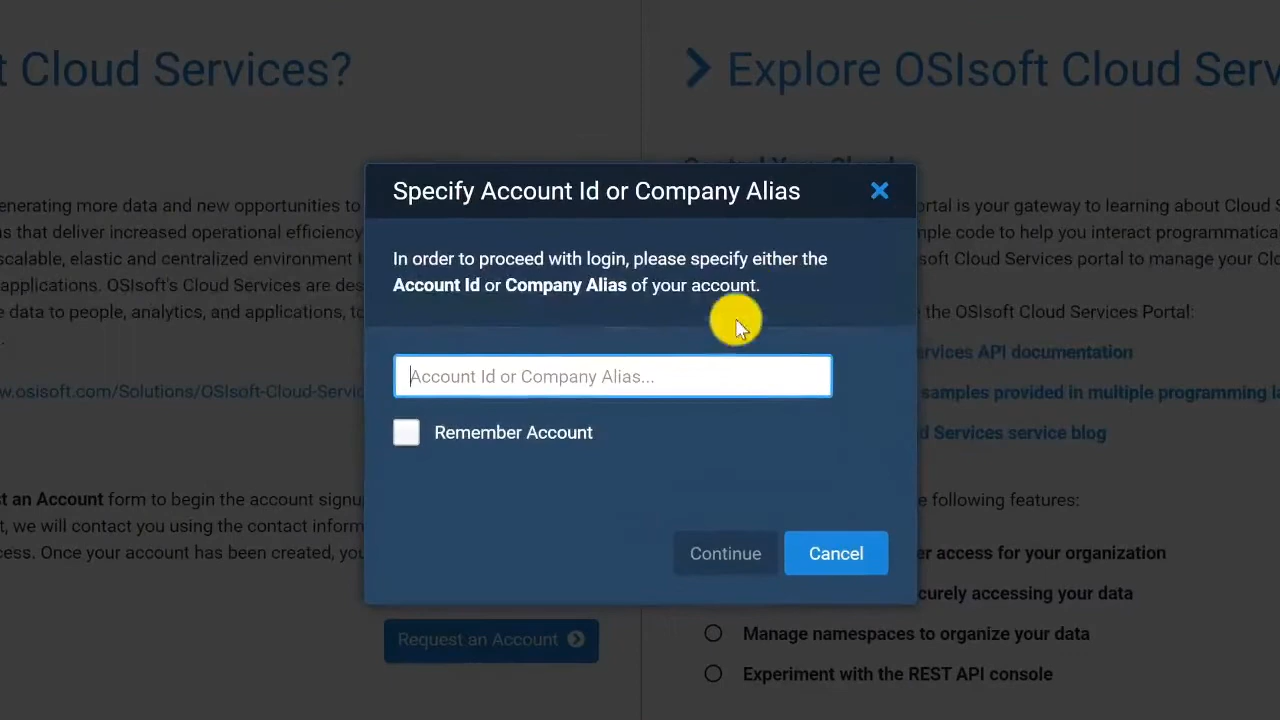 t Cloud Services?
Explore OSIsoft Cloud Serv
enerating more data and new opportunities to
s that deliver increased operational efficiency
scalable, elastic and centralized environment
applications. OSIsoft's Cloud Services are des
e data to people, analytics, and applications, to
w.osisoft.com/Solutions/OSIsoft-Cloud-Servic
st an Account form to begin the account signu
t, we will contact you using the contact inform
cess. Once your account has been created, you
Request an Account
Specify Account Id or Company Alias
In order to proceed with login, please specify either the
Account Id or Company Alias of your account.
Account Id or Company Alias...
Remember Account
Continue
Cancel
ortal is your gateway to learning about Cloud S
mple code to help you interact programmatica
soft Cloud Services portal to manage your Clo
e the OSIsoft Cloud Services Portal:
ervices API documentation
samples provided in multiple programming la
d Services service blog
e following features:
er access for your organization
curely accessing your data
Manage namespaces to organize your data
Experiment with the REST API console